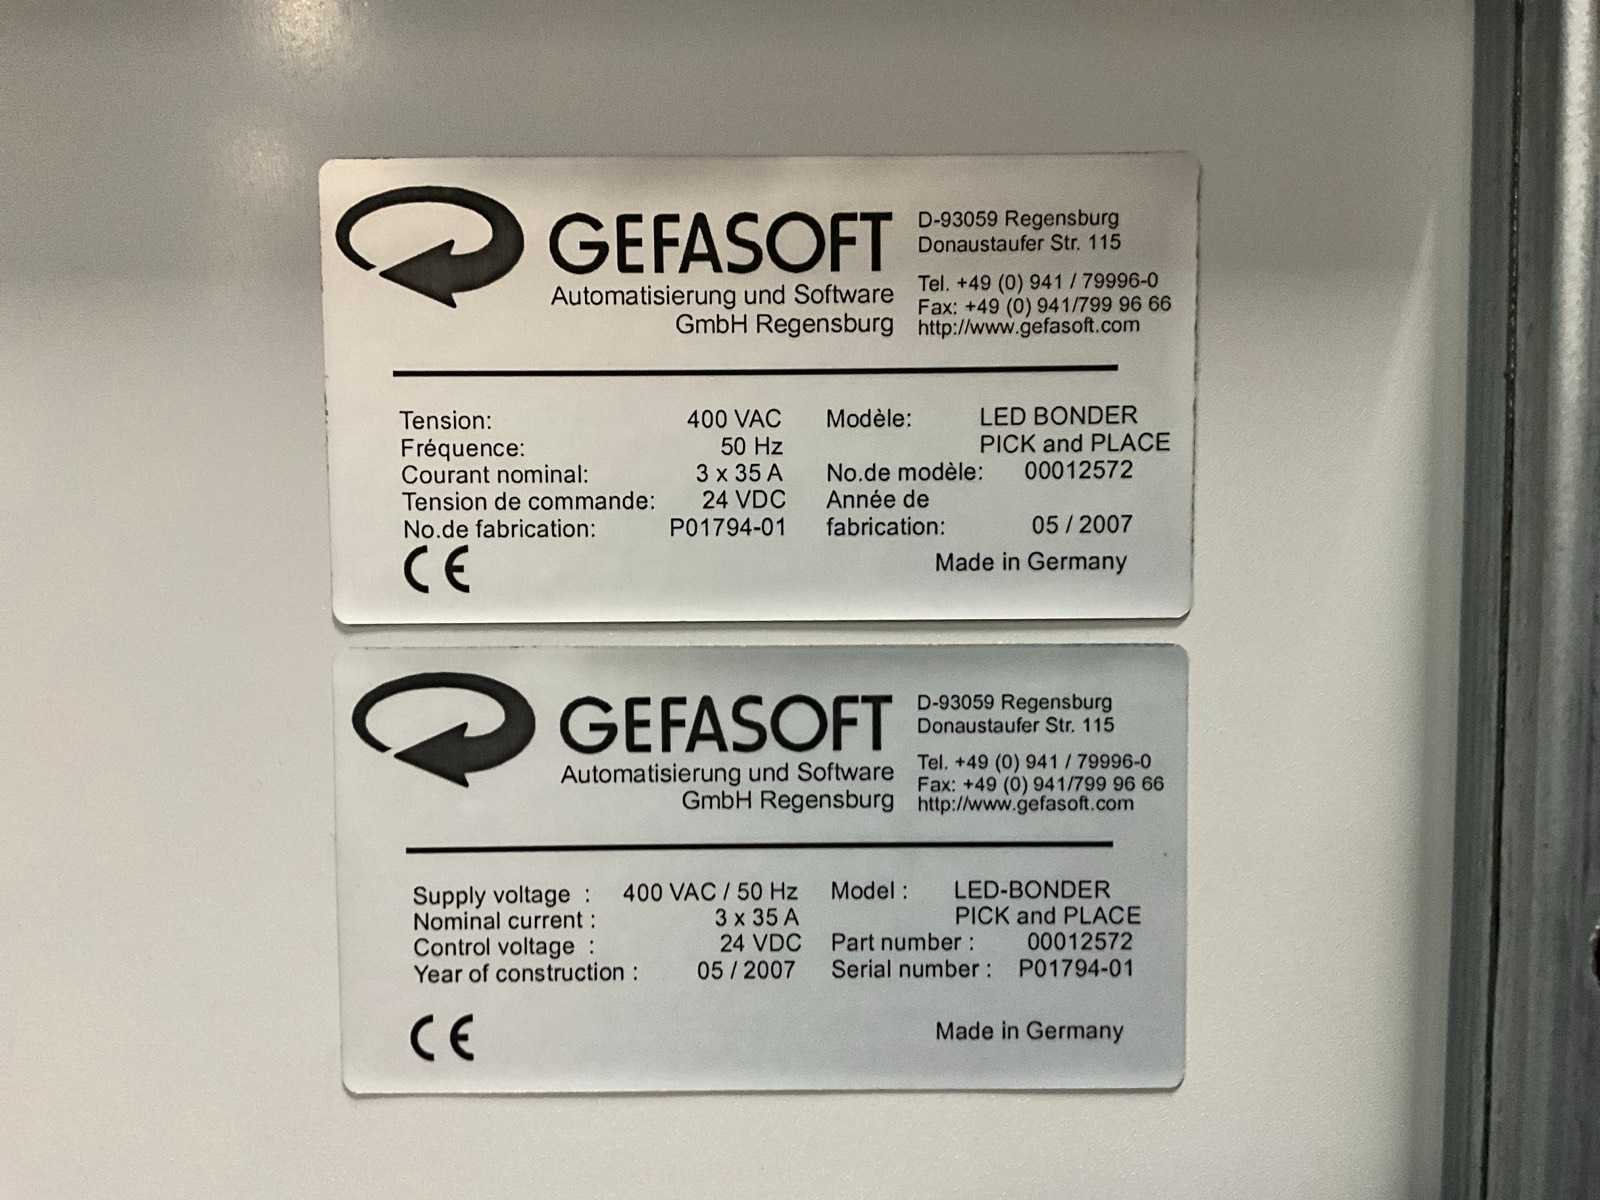 GEFASOFT
Automatisierung und Software
GmbH Regensburg
D-93059 Regensburg
Donaustaufer Str. 115
Tel. +49 (0) 941 / 79996-0
Fax: +49 (0) 941/799 96 66
http://www.gefasoft.com
Tension: 400 VAC
Fréquence: 50 Hz
Courant nominal: 3 x 35 A
Tension de commande: 24 VDC
No.de fabrication: P01794-01
Modèle: LED BONDER
PICK and PLACE
No.de modèle: 00012572
Année de
fabrication: 05 / 2007
CE
Made in Germany
GEFASOFT
Automatisierung und Software
GmbH Regensburg
D-93059 Regensburg
Donaustaufer Str. 115
Tel. +49 (0) 941 / 79996-0
Fax: +49 (0) 941/799 96 66
http://www.gefasoft.com
Supply voltage : 400 VAC / 50 Hz
Nominal current : 3 x 35 A
Control voltage : 24 VDC
Year of construction : 05 / 2007
Model : LED-BONDER
PICK and PLACE
Part number : 00012572
Serial number : P01794-01
CE
Made in Germany